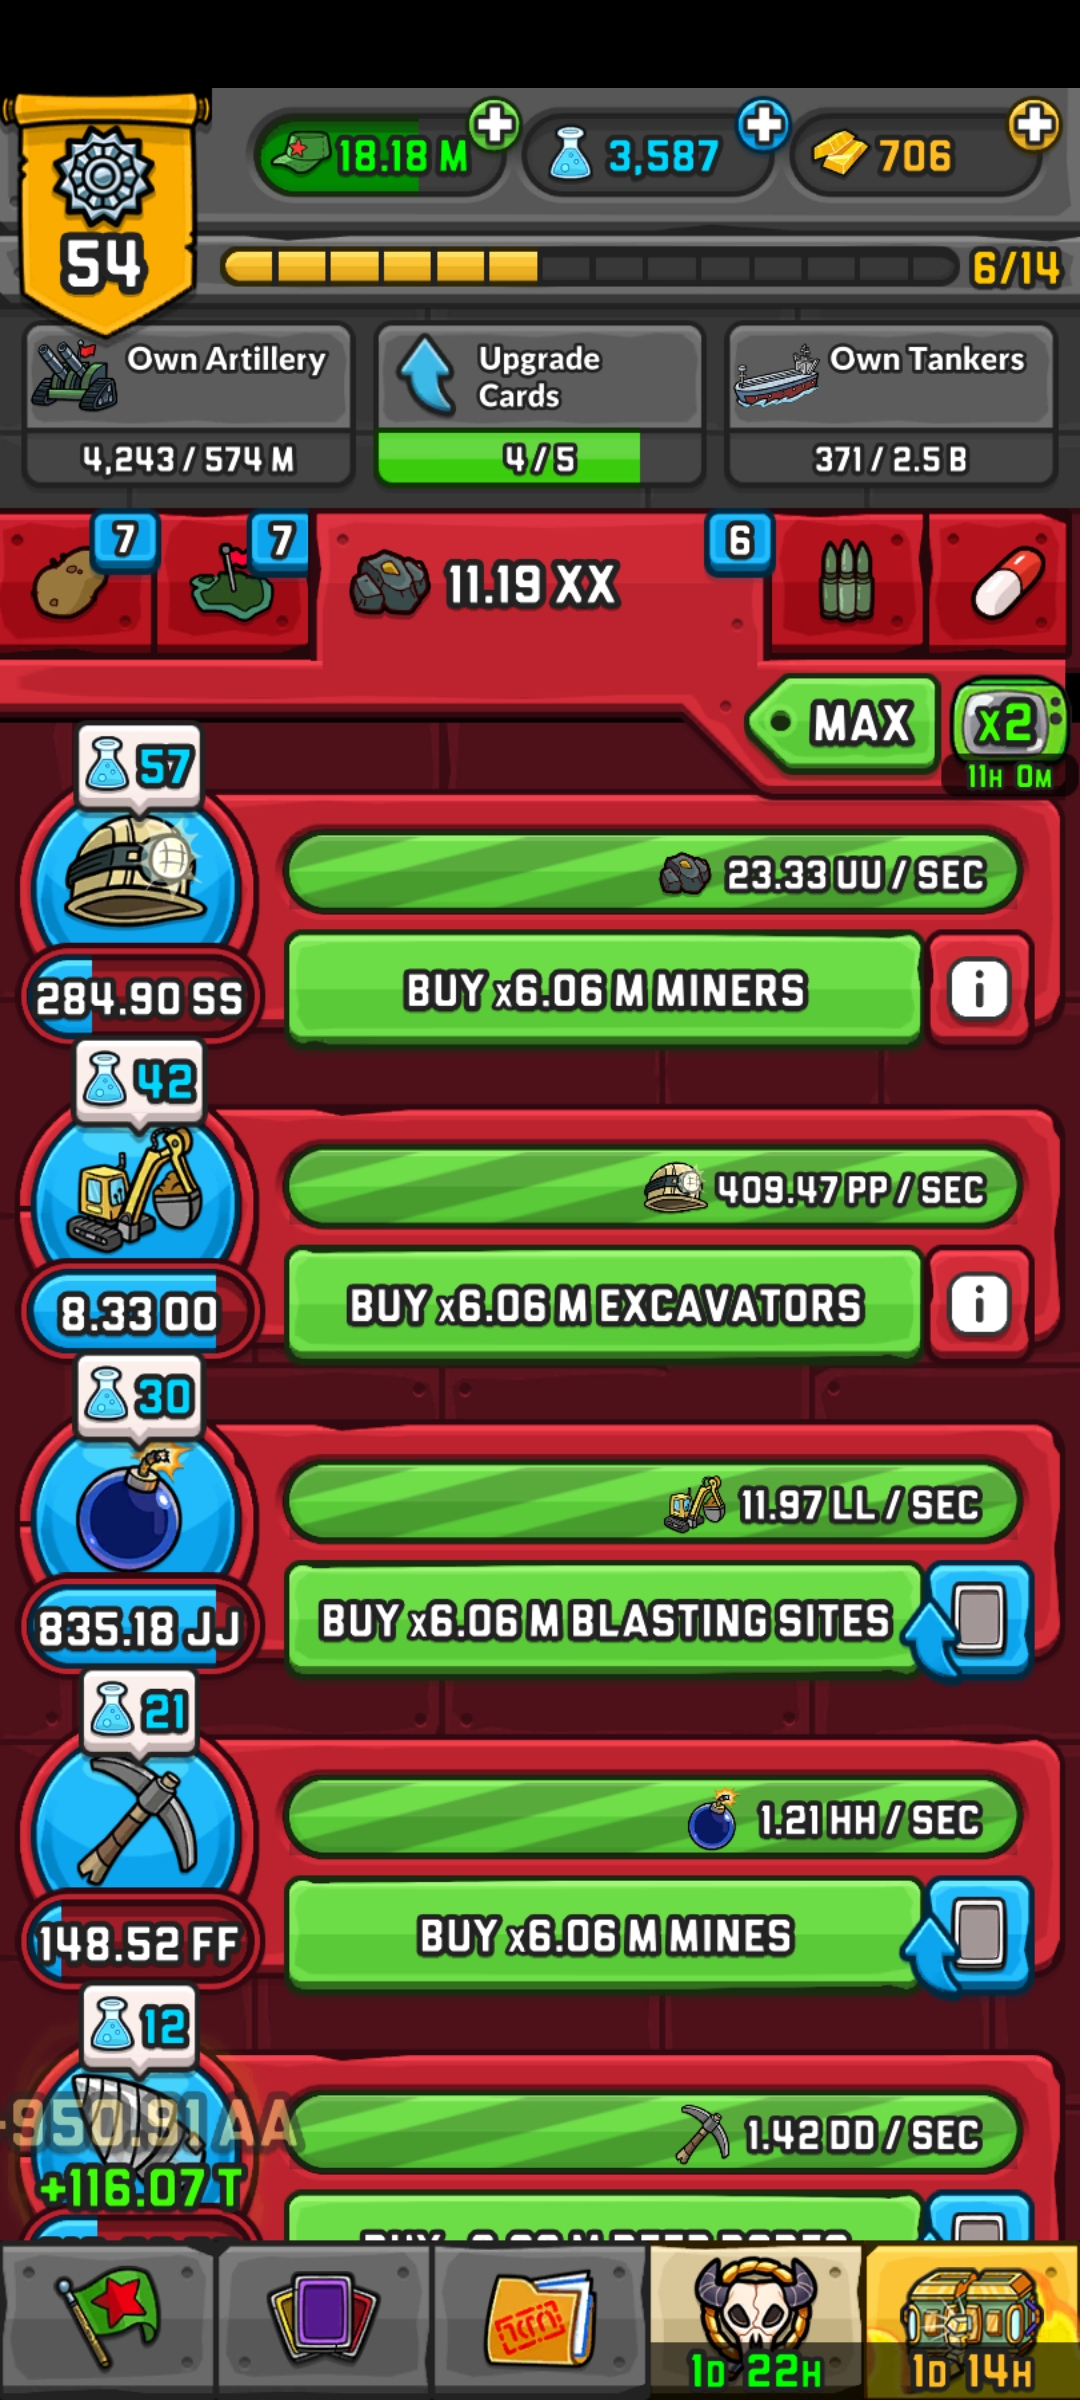 18.18 M
3,587
706
54
6/14
Own Artillery
4,243 / 574 M
Upgrade
Cards
4 / 5
Own Tankers
371 / 2.5 B
7
7
11.19 XX
6
MAX
x2
11H 0M
57
23.33 UU / SEC
284.90 SS
BUY x6.06 M MINERS
i
42
409.47 PP / SEC
8.33 OO
BUY x6.06 M EXCAVATORS
i
30
11.97 LL / SEC
835.18 JJ
BUY x6.06 M BLASTING SITES
21
1.21 HH / SEC
148.52 FF
BUY x6.06 M MINES
12
-950.91 AA
1.42 DD / SEC
+116.07 T
1D 22H
1D 14H